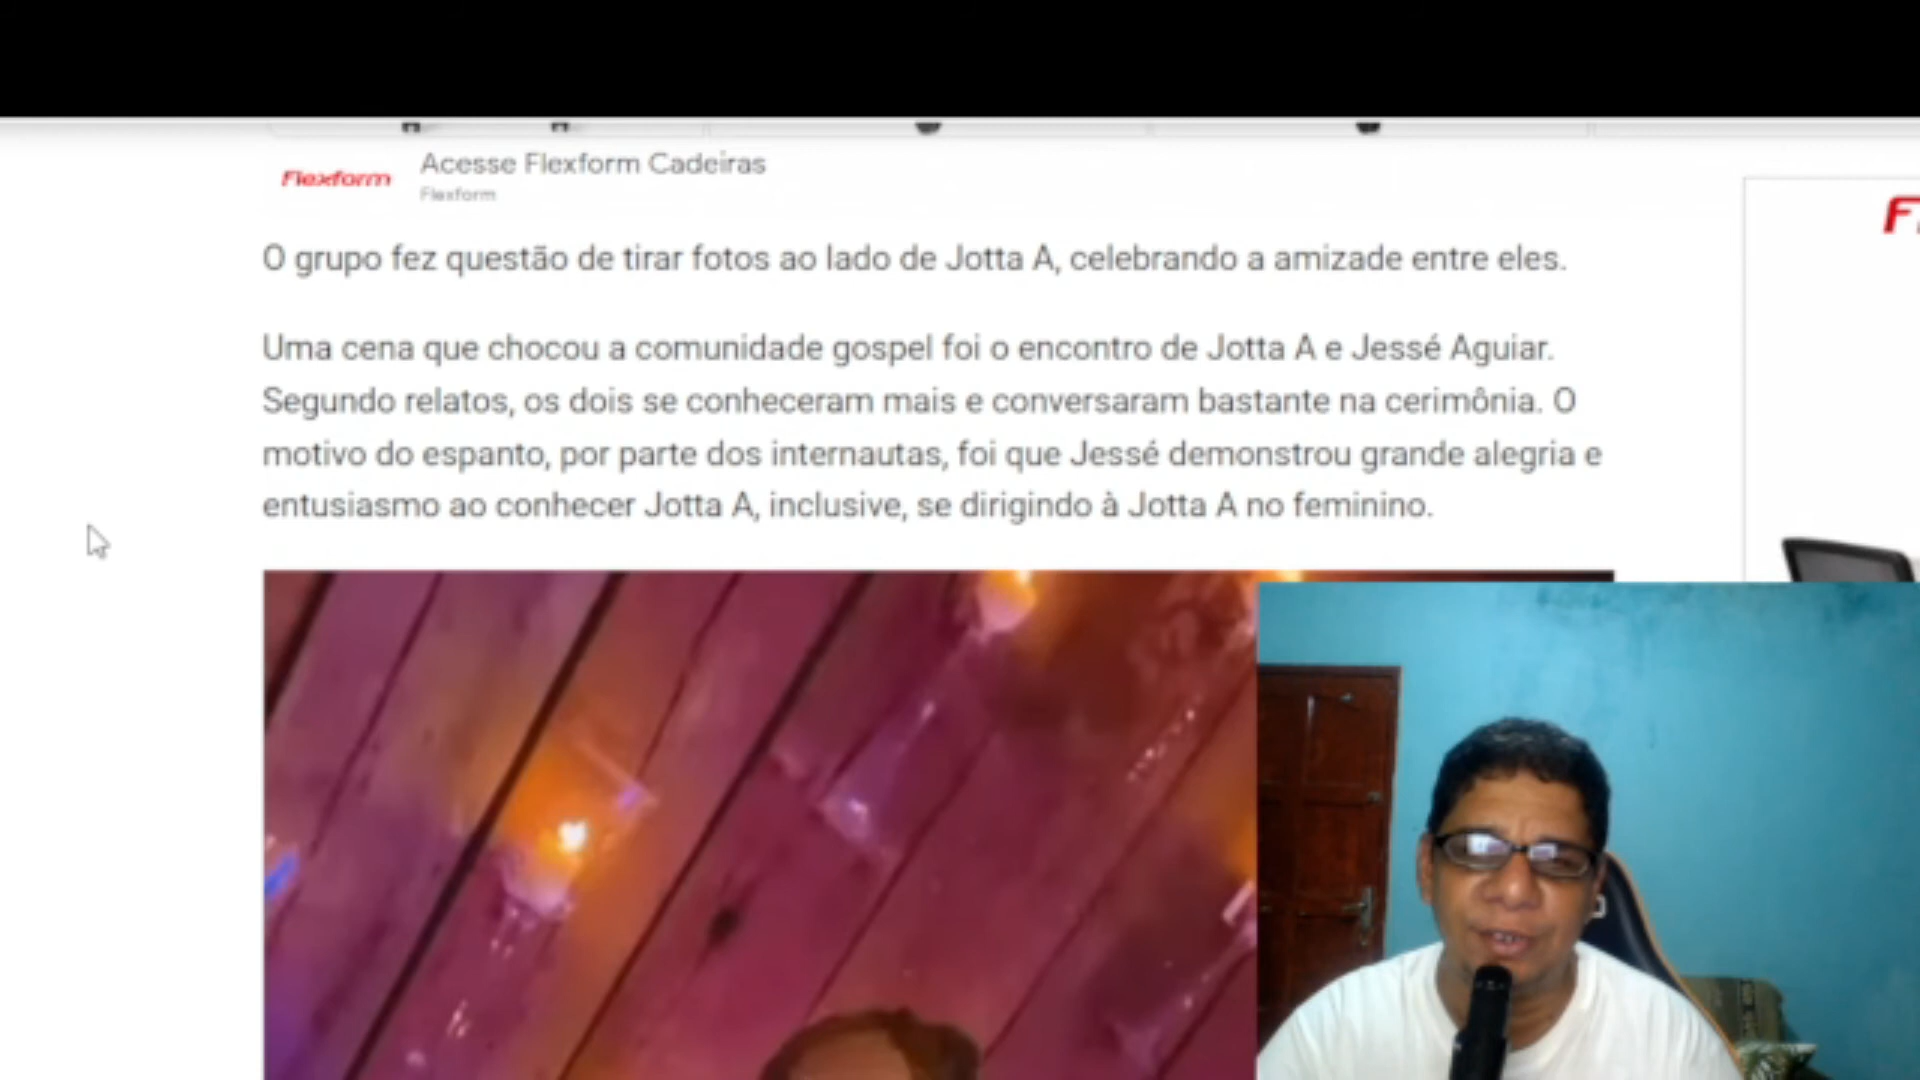 Flexform
Acesse Flexform Cadeiras
Flexform
O grupo fez questão de tirar fotos ao lado de Jotta A, celebrando a amizade entre eles.
Uma cena que chocou a comunidade gospel foi o encontro de Jotta A e Jessé Aguiar.
Segundo relatos, os dois se conheceram mais e conversaram bastante na cerimônia. O
motivo do espanto, por parte dos internautas, foi que Jessé demonstrou grande alegria e
entusiasmo ao conhecer Jotta A, inclusive, se dirigindo à Jotta A no feminino.